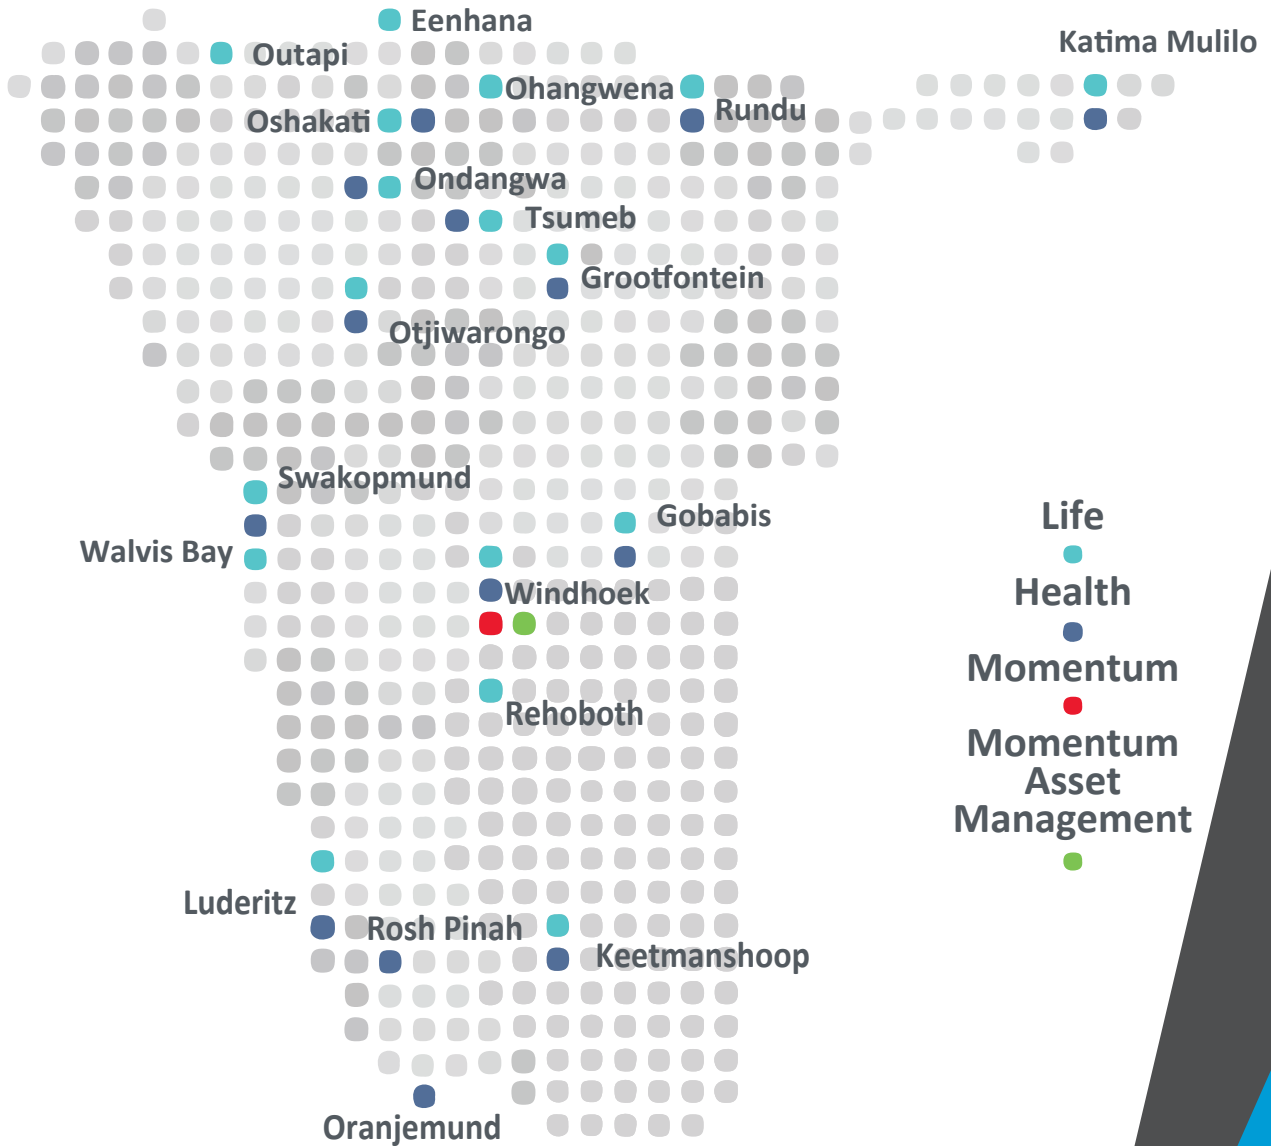 Eenhana
Outapi
Katima Mulilo
Ohangwena
Rundu
Oshakati
Ondangwa
Tsumeb
Grootfontein
Otjiwarongo
Swakopmund
Gobabis
Walvis Bay
Windhoek
Rehoboth
Luderitz
Rosh Pinah
Keetmanshoop
Oranjemund
Life
Health
Momentum
Momentum
Asset
Management